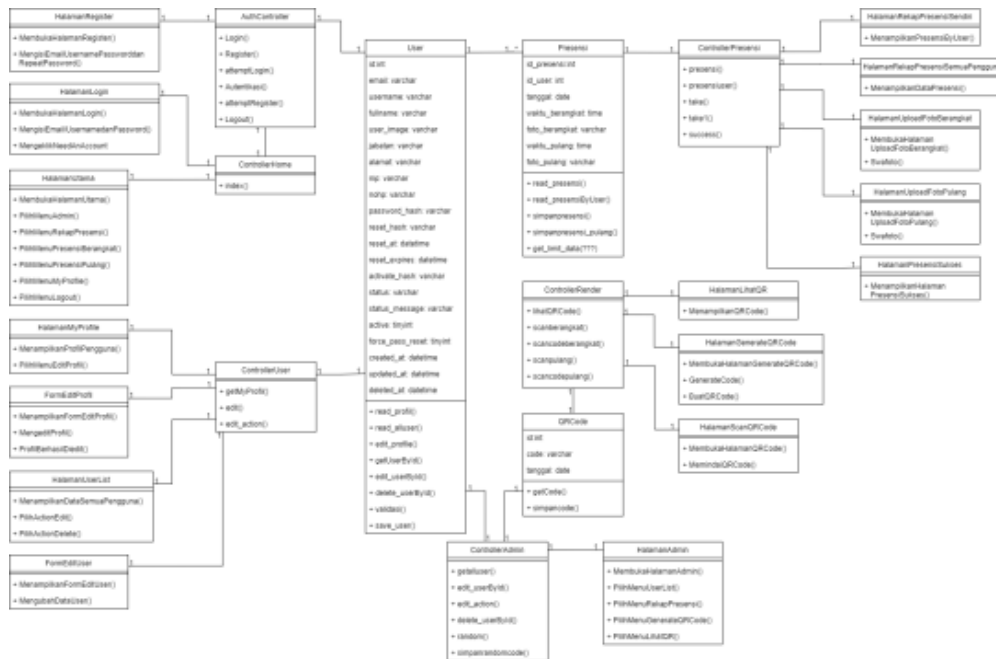 HalamanRegister
+ MembukaHalamanRegister()
+ MengisiEmailUsernamePassworddan
RepeatPassword()
HalamanLogin
+ MembukaHalamanLogin()
+ MengisiEmail/UsernamedanPassword()
+ MengeklikNeedAnAccount
HalamanUtama
+ MembukaHalamanUtama()
+ PilihMenuAdmin()
+ PilihMenuRekapPresensi()
+ PilihMenuPresensiBerangkat()
+ PilihMenuPresensiPulang()
+ PilihMenuMyProfile()
+ PilihMenuLogout()
HalamanMyProfile
+ MenampilkanProfilPengguna()
+ PilihMenuEditProfil()
FormEditProfil
+ MenampilkanFormEditProfil()
+ MengeditProfil()
+ ProfilBerhasilDiedit()
HalamanUserList
+ MenampilkanDataSemuaPengguna()
+ PilihActionEdit()
+ PilihActionDelete()
FormEditUser
+ MenampilkanFormEditUser()
+ MengubahDataUser()
AuthController
+ Login()
+ Register()
+ attemptLogin()
+ Autentikasi()
+ attemptRegister()
+ Logout()
ControllerHome
+ index()
ControllerUser
+ getMyProfil()
+ edit()
+ edit_action()
User
id:int
email: varchar
username: varchar
fullname: varchar
user_image: varchar
jabatan: varchar
alamat: varchar
nip: varchar
nohp: varchar
password_hash: varchar
reset_hash: varchar
reset_at: datetime
reset_expires: datetime
activate_hash: varchar
status: varchar
status_message: varchar
active: tinyint
force_pass_reset: tinyint
created_at: datetime
updated_at: datetime
deleted_at: datetime
+ read_profil()
+ read_alluser()
+ edit_profile()
+ getUserById()
+ edit_userById()
+ delete_userById()
+ validasi()
+ save_user()
Presensi
id_presensi:int
id_user: int
tanggal: date
waktu_berangkat: time
foto_berangkat: varchar
waktu_pulang: time
foto_pulang: varchar
+ read_presensi()
+ read_presensiByUser()
+ simpanpresensi()
+ simpanpresensi_pulang()
+ get_limit_data(???)
ControllerRender
+ lihatQRCode()
+ scanberangkat()
+ scancodeberangkat()
+ scanpulang()
+ scancodepulang()
QRCode
id:int
code: varchar
tanggal: date
+ getCode()
+ simpancode()
ControllerAdmin
+ getalluser()
+ edit_userById()
+ edit_action()
+ delete_userById()
+ random()
+ simpanrandomcode()
HalamanAdmin
+ MembukaHalamanAdmin()
+ PilihMenuUserList()
+ PilihMenuRekapPresensi()
+ PilihMenuGenerateQRCode()
+ PilihMenuLihatQR()
ControllerPresensi
+ presensi()
+ presensiuser()
+ take()
+ take1()
+ success()
HalamanLihatQR
+ MenampilkanQRCode()
HalamanGenerateQRCode
+ MembukaHalamanGenerateQRCode()
+ GenerateCode()
+ BuatQRCode()
HalamanScanQRCode
+ MembukaHalamanQRCode()
+ MemindaiQRCode()
HalamanRekapPresensiSendiri
+ MenampilkanPresensiByUser()
HalamanRekapPresensiSemuaPengguna
+ MenampilkanDataPresensi()
HalamanUploadFotoBerangkat
+ MembukaHalaman
UploadFotoBerangkat()
+ Swafoto()
HalamanUploadFotoPulang
+ MembukaHalaman
UploadFotoPulang()
+ Swafoto()
HalamanPresensiSukses
+ MenampilkanHalaman
PresensiSukses()